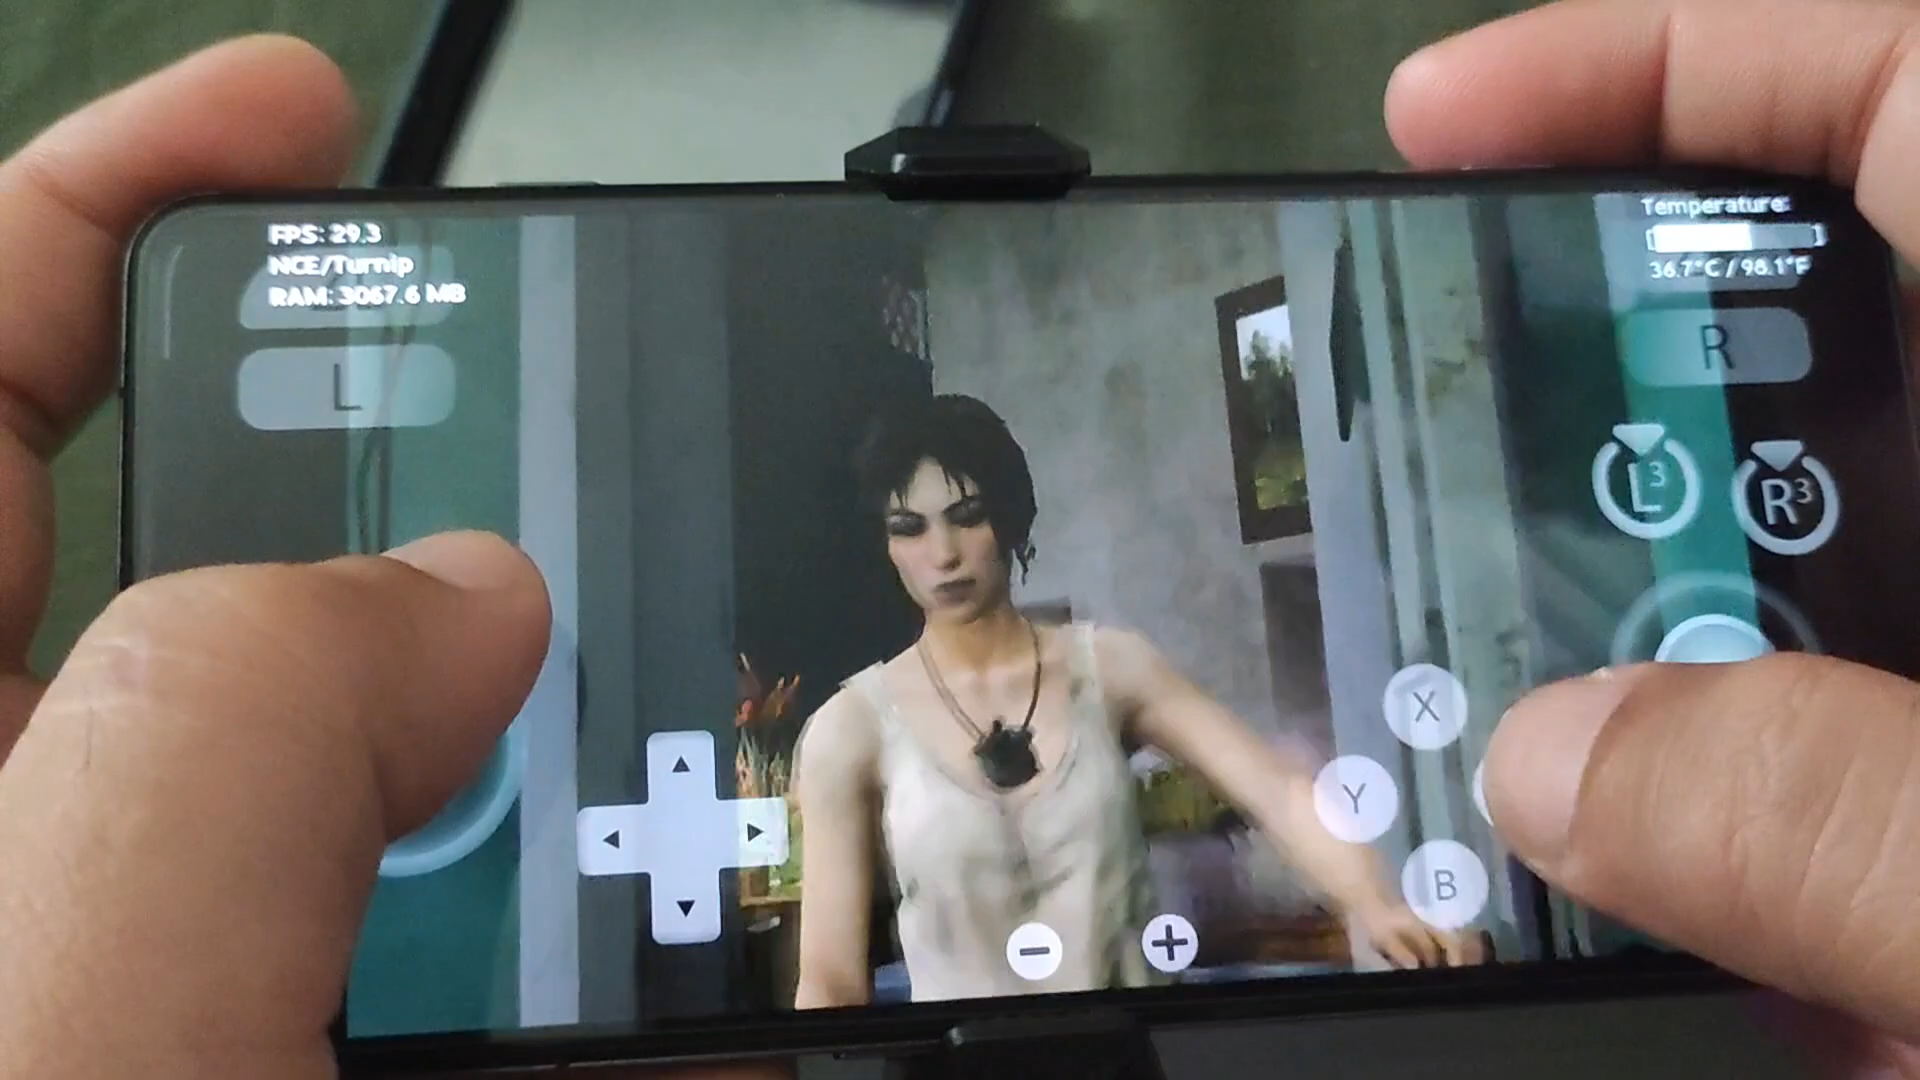 FPS: 29.3
NCE/Turnip
RAM: 3067.6 MB
Temperature:
36.7°C / 98.1°F
L
R
L3
R3
X
Y
B